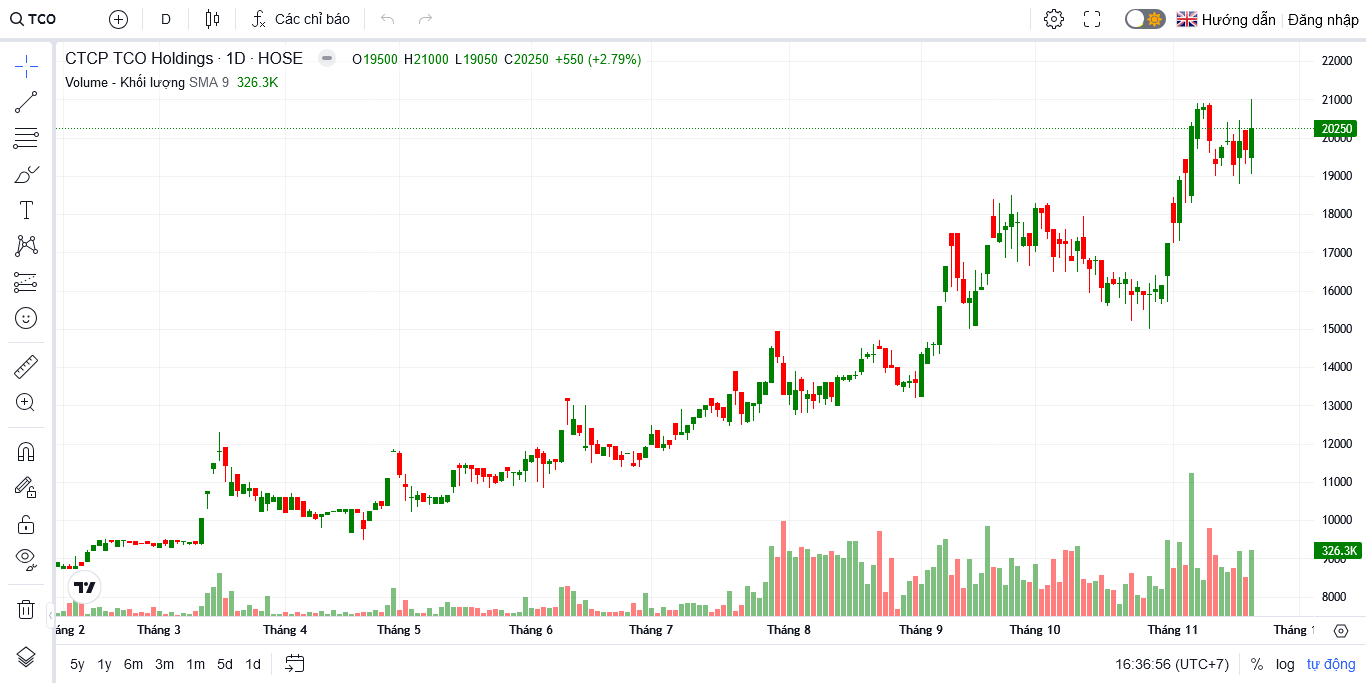 TCO
D
Các chỉ báo
Hướng dẫn
Đăng nhập
CTCP TCO Holdings · 1D · HOSE O19500 H21000 L19050 C20250 +550 (+2.79%)
Volume - Khối lượng SMA 9 326.3K
22000
21000
20250
20000
19000
18000
17000
16000
15000
14000
13000
12000
11000
10000
326.3K
9000
8000
áng 2 Tháng 3 Tháng 4 Tháng 5 Tháng 6 Tháng 7 Tháng 8 Tháng 9 Tháng 10 Tháng 11 Tháng 1
5y 1y 6m 3m 1m 5d 1d 16:36:56 (UTC+7) % log tự động